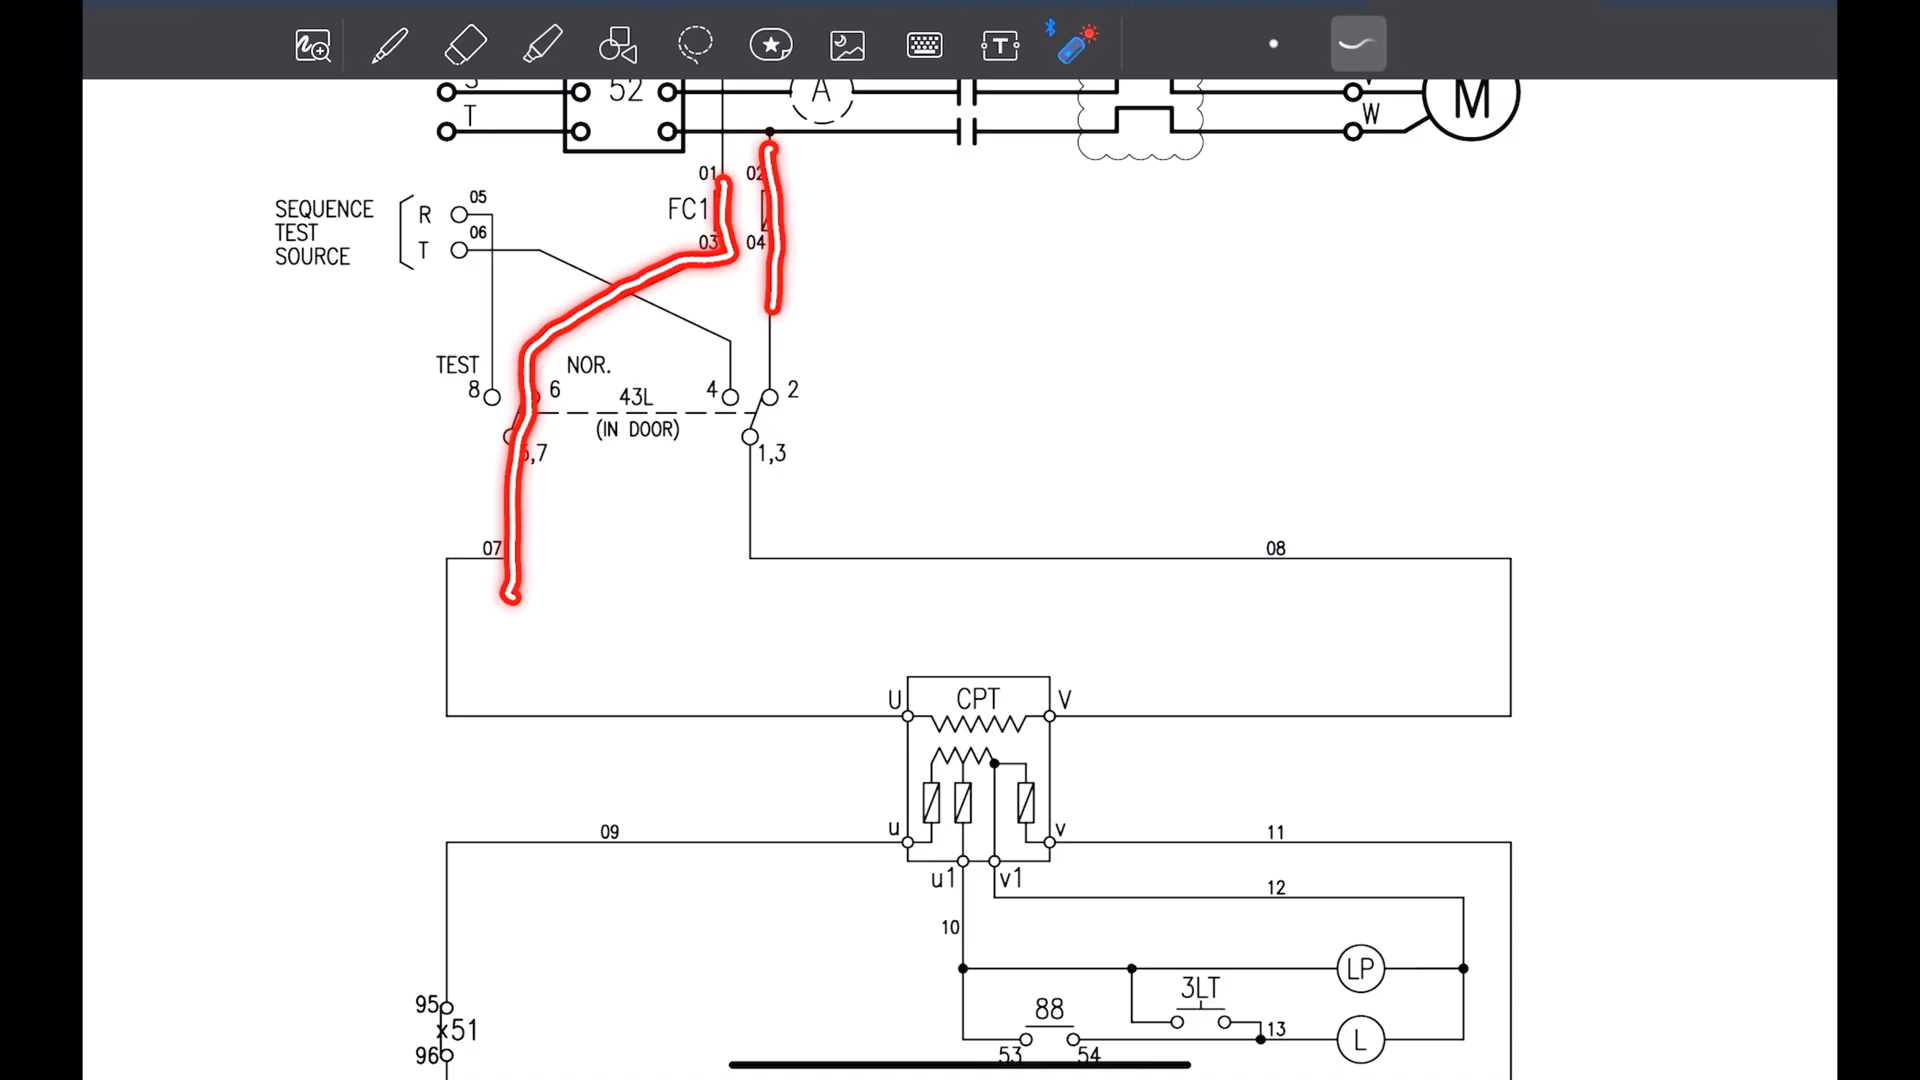 52 A M
T W
01 02
SEQUENCE TEST SOURCE R 05 FC1
T 06 03 04
TEST NOR.
8 6 43L 4 2
(IN DOOR)
,7 1,3
07 08
U CPT V
u v
09 11
u1 v1
12
10
LP
3LT
95 88
x51 13 L
96 53 54